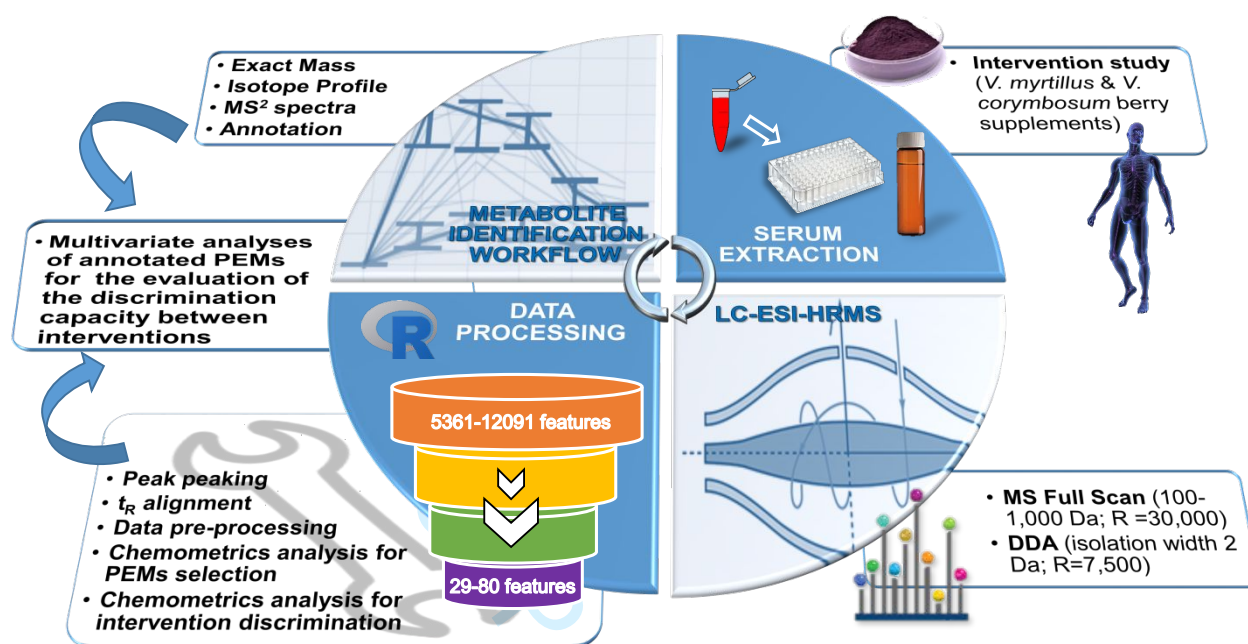 • Exact Mass
• Isotope Profile
• MS² spectra
• Annotation
• Intervention study
(V. myrtillus & V.
corymbosum berry
supplements)
METABOLITE
IDENTIFICATION
WORKFLOW
SERUM
EXTRACTION
• Multivariate analyses
of annotated PEMs
for the evaluation of
the discrimination
capacity between
interventions
R
DATA
PROCESSING
LC-ESI-HRMS
5361-12091 features
29-80 features
• Peak peaking
• tR alignment
• Data pre-processing
• Chemometrics analysis for
PEMs selection
• Chemometrics analysis for
intervention discrimination
• MS Full Scan (100-
1,000 Da; R =30,000)
• DDA (isolation width 2
Da; R=7,500)